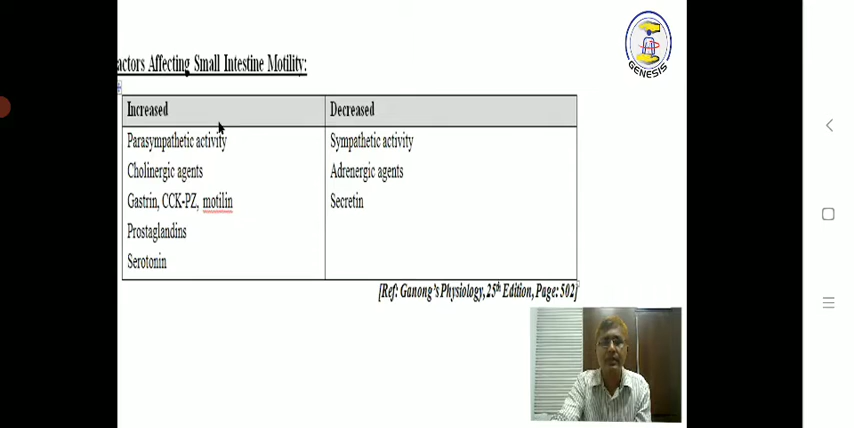 GENESIS
actors Affecting Small Intestine Motility:
Increased Decreased
Parasympathetic activity Sympathetic activity
Cholinergic agents Adrenergic agents
Gastrin, CCK-PZ, motilin Secretin
Prostaglandins
Serotonin
[Ref: Ganong's Physiology, 25th Edition, Page: 502]